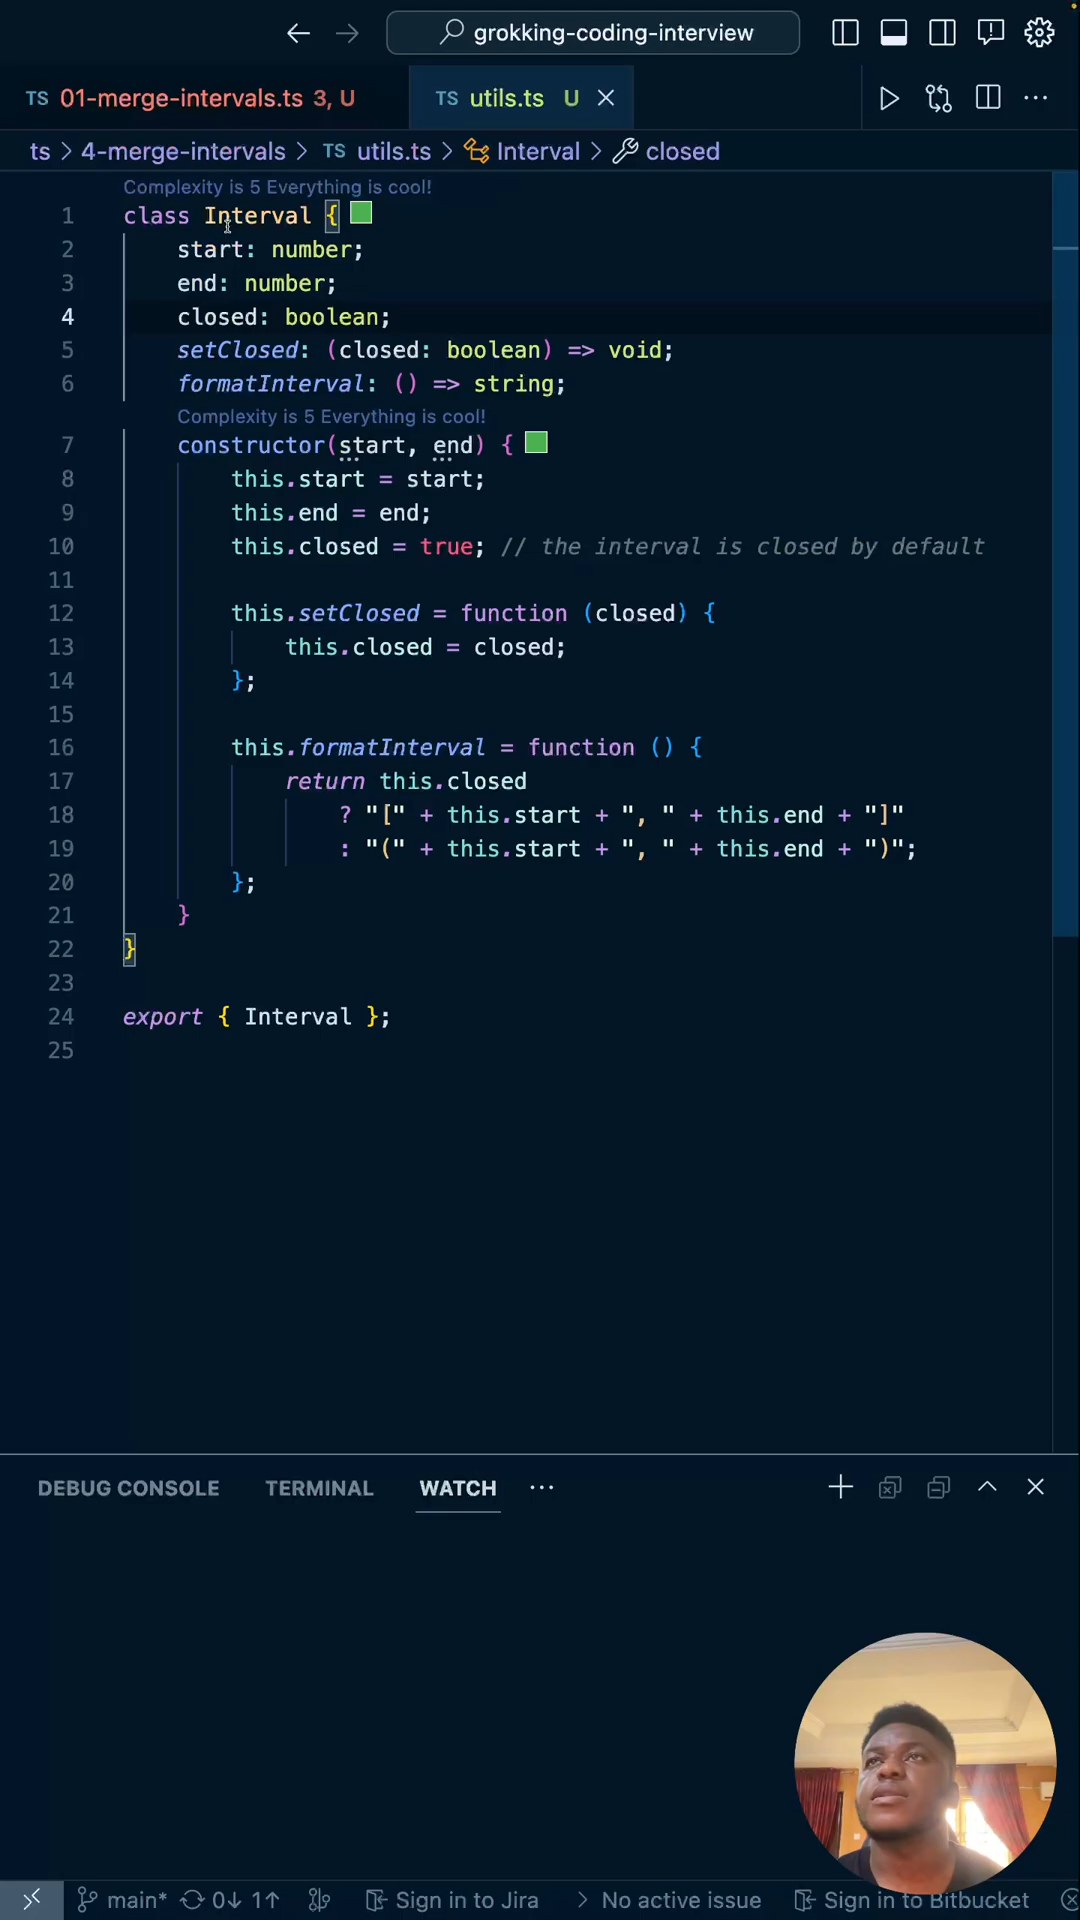 grokking-coding-interview
TS 01-merge-intervals.ts 3, U
TS utils.ts U
ts > 4-merge-intervals > TS utils.ts > Interval > closed
Complexity is 5 Everything is cool!
1 class Interval {
2 start: number;
3 end: number;
4 closed: boolean;
5 setClosed: (closed: boolean) => void;
6 formatInterval: () => string;
Complexity is 5 Everything is cool!
7 constructor(start, end) {
8 this.start = start;
9 this.end = end;
10 this.closed = true; // the interval is closed by default
11
12 this.setClosed = function (closed) {
13 this.closed = closed;
14 };
15
16 this.formatInterval = function () {
17 return this.closed
18 ? "[" + this.start + ", " + this.end + "]"
19 : "(" + this.start + ", " + this.end + ")";
20 };
21 }
22 }
23
24 export { Interval };
25
DEBUG CONSOLE TERMINAL WATCH
main* 0↓ 1↑ Sign in to Jira No active issue Sign in to Bitbucket